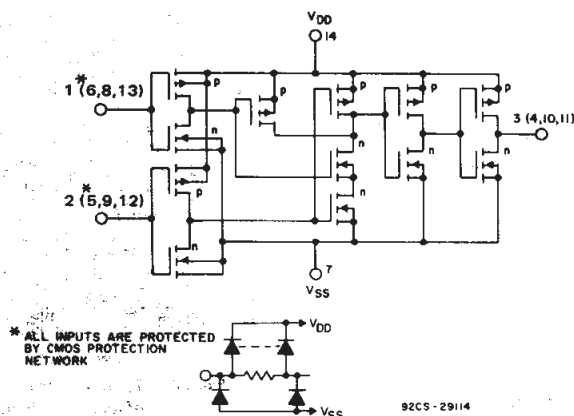 VDD
14
p
p
p
p
p
1 * (6,8,13)
3 (4,10,11)
n
n
n
n
p
2 * (5,9,12)
n
n
7
VSS
* ALL INPUTS ARE PROTECTED
BY CMOS PROTECTION
NETWORK
VDD
VSS
92CS-29114